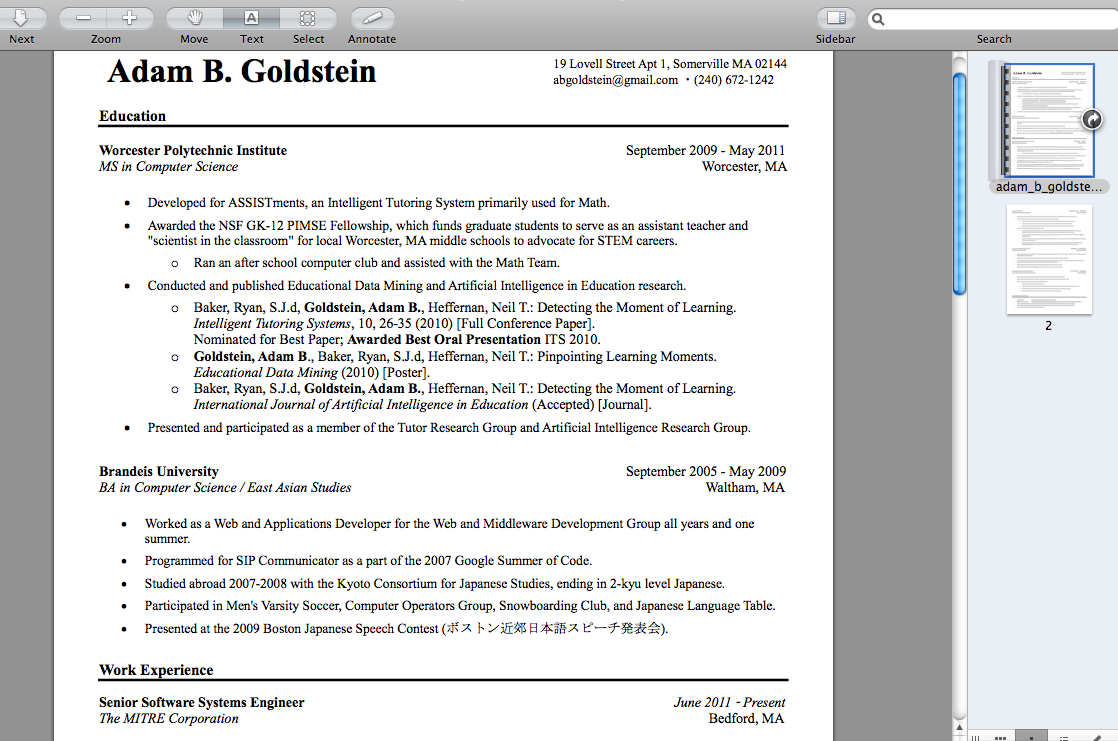 Next
Zoom
Move
Text
Select
Annotate
Sidebar
Search
Adam B. Goldstein
19 Lovell Street Apt 1, Somerville MA 02144
abgoldstein@gmail.com · (240) 672-1242
Education
Worcester Polytechnic Institute
September 2009 - May 2011
MS in Computer Science
Worcester, MA
• Developed for ASSISTments, an Intelligent Tutoring System primarily used for Math.
• Awarded the NSF GK-12 PIMSE Fellowship, which funds graduate students to serve as an assistant teacher and
"scientist in the classroom" for local Worcester, MA middle schools to advocate for STEM careers.
○ Ran an after school computer club and assisted with the Math Team.
• Conducted and published Educational Data Mining and Artificial Intelligence in Education research.
○ Baker, Ryan, S.J.d, Goldstein, Adam B., Heffernan, Neil T.: Detecting the Moment of Learning.
Intelligent Tutoring Systems, 10, 26-35 (2010) [Full Conference Paper].
Nominated for Best Paper; Awarded Best Oral Presentation ITS 2010.
○ Goldstein, Adam B., Baker, Ryan, S.J.d, Heffernan, Neil T.: Pinpointing Learning Moments.
Educational Data Mining (2010) [Poster].
○ Baker, Ryan, S.J.d, Goldstein, Adam B., Heffernan, Neil T.: Detecting the Moment of Learning.
International Journal of Artificial Intelligence in Education (Accepted) [Journal].
• Presented and participated as a member of the Tutor Research Group and Artificial Intelligence Research Group.
Brandeis University
September 2005 - May 2009
BA in Computer Science / East Asian Studies
Waltham, MA
• Worked as a Web and Applications Developer for the Web and Middleware Development Group all years and one
summer.
• Programmed for SIP Communicator as a part of the 2007 Google Summer of Code.
• Studied abroad 2007-2008 with the Kyoto Consortium for Japanese Studies, ending in 2-kyu level Japanese.
• Participated in Men's Varsity Soccer, Computer Operators Group, Snowboarding Club, and Japanese Language Table.
• Presented at the 2009 Boston Japanese Speech Contest (ボストン近郊日本語スピーチ発表会).
Work Experience
Senior Software Systems Engineer
June 2011 - Present
The MITRE Corporation
Bedford, MA
adam_b_goldste...
2